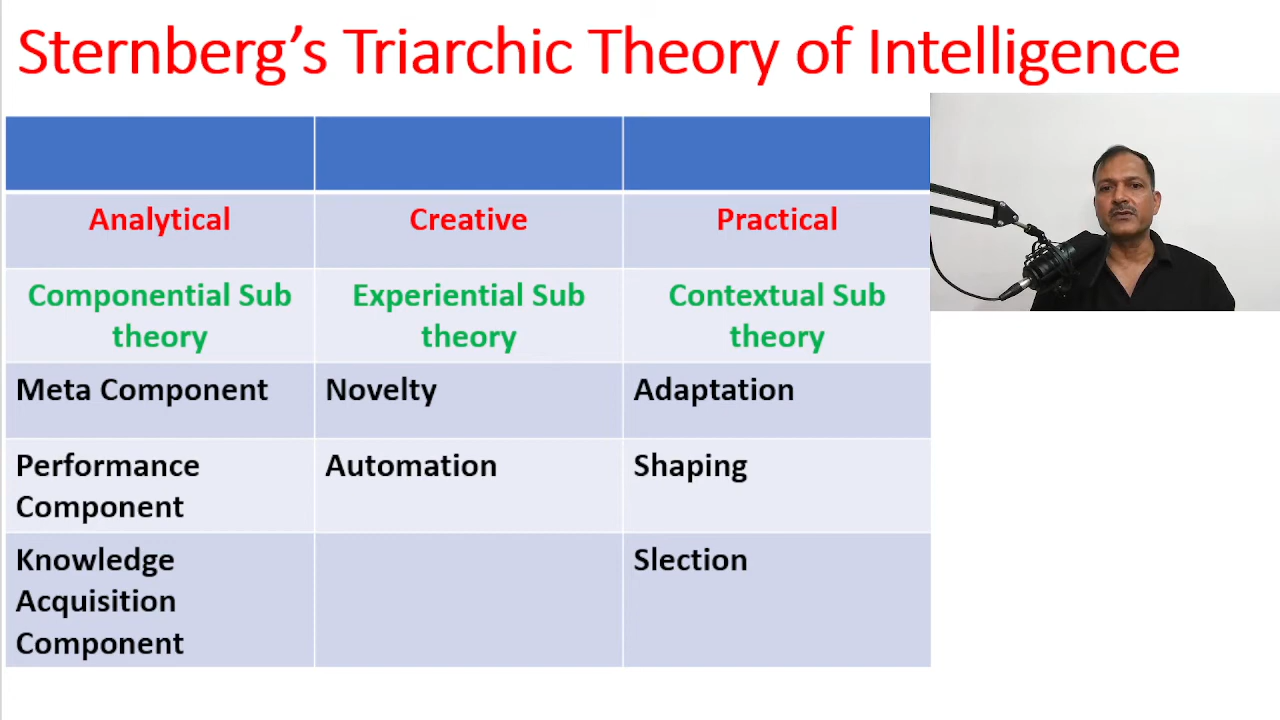 Sternberg’s Triarchic Theory of Intelligence
Analytical
Creative
Practical
Componential Sub
theory
Experiential Sub
theory
Contextual Sub
theory
Meta Component
Novelty
Adaptation
Performance
Component
Automation
Shaping
Knowledge
Acquisition
Component
Slection